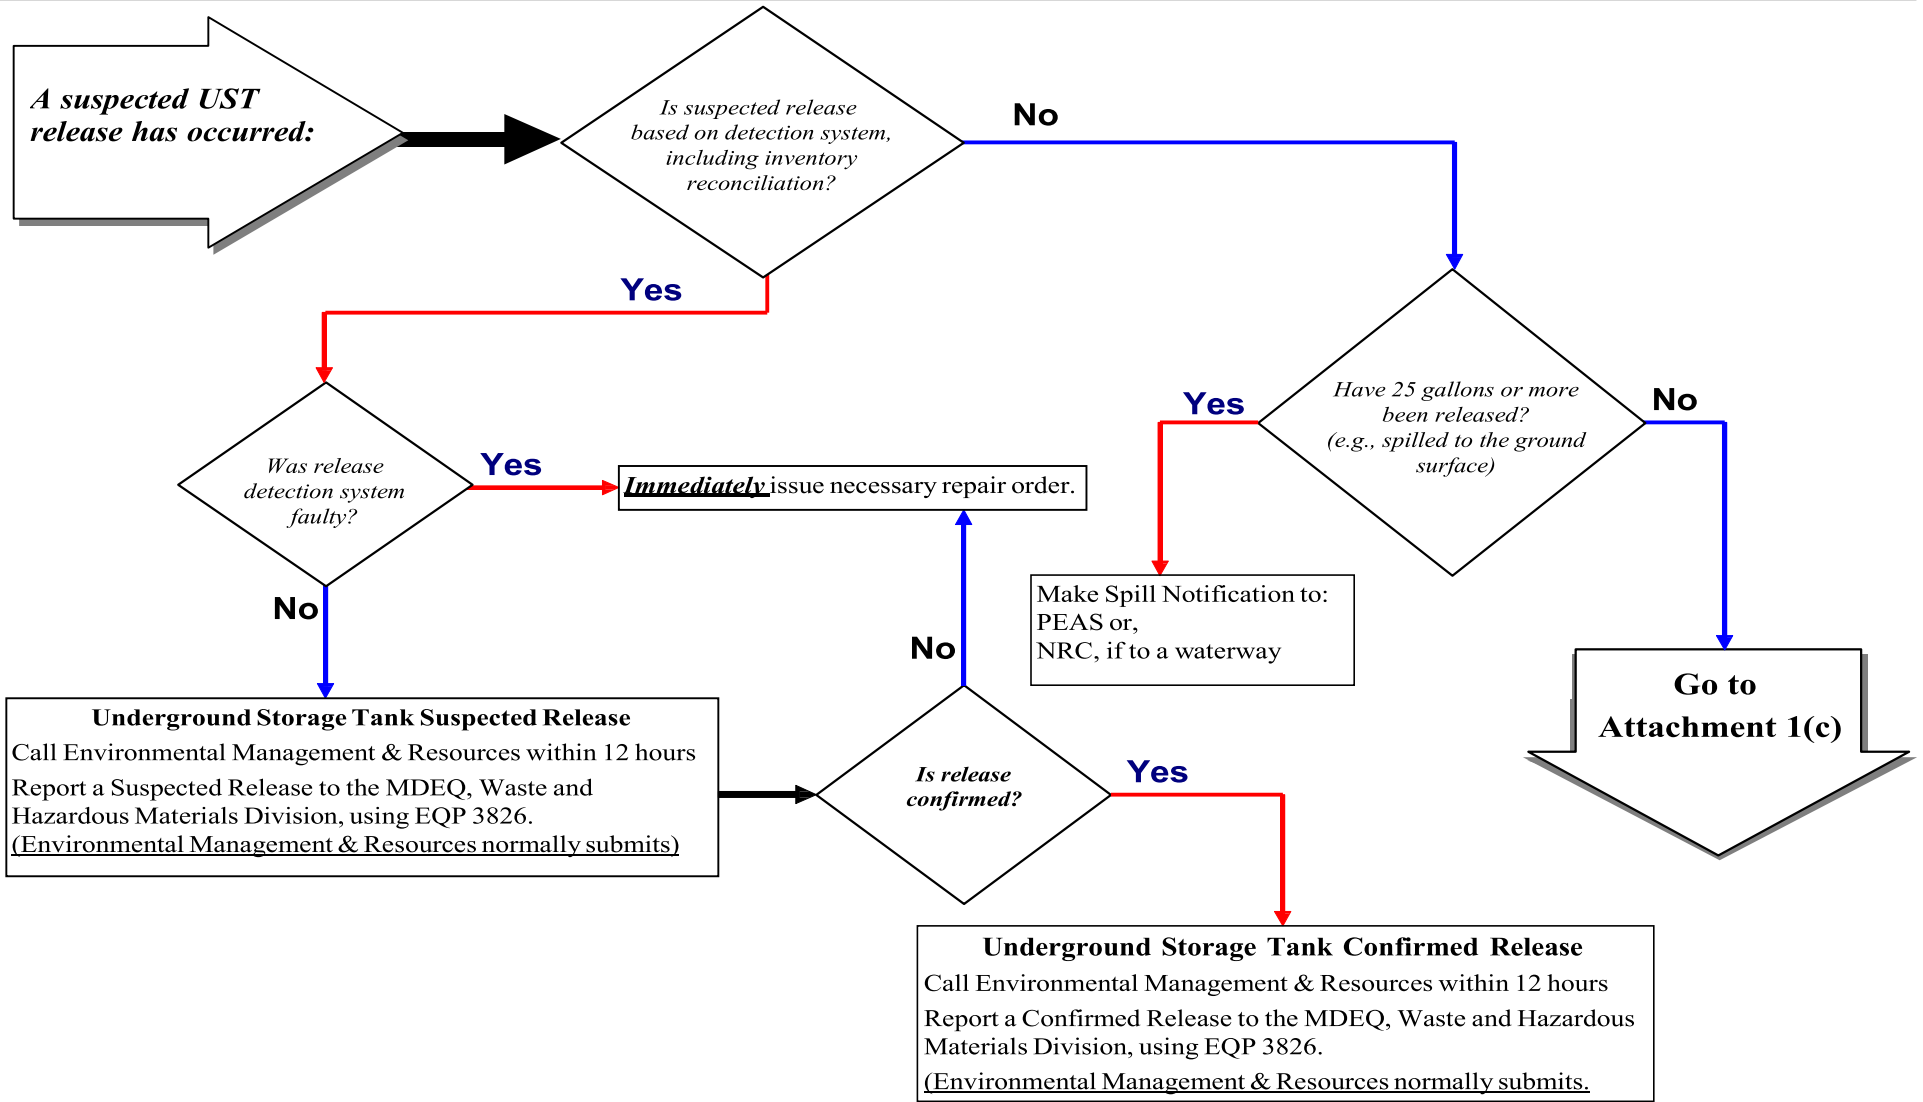 A suspected UST
release has occurred:
Is suspected release
based on detection system,
including inventory
reconciliation?
No
Yes
Have 25 gallons or more
been released?
(e.g., spilled to the ground
surface)
Yes
No
Was release
detection system
faulty?
Yes
Immediately issue necessary repair order.
No
Make Spill Notification to:
PEAS or,
NRC, if to a waterway
No
Go to
Attachment 1(c)
Underground Storage Tank Suspected Release
Call Environmental Management & Resources within 12 hours
Report a Suspected Release to the MDEQ, Waste and
Hazardous Materials Division, using EQP 3826.
(Environmental Management & Resources normally submits)
Is release
confirmed?
Yes
Underground Storage Tank Confirmed Release
Call Environmental Management & Resources within 12 hours
Report a Confirmed Release to the MDEQ, Waste and Hazardous
Materials Division, using EQP 3826.
(Environmental Management & Resources normally submits.